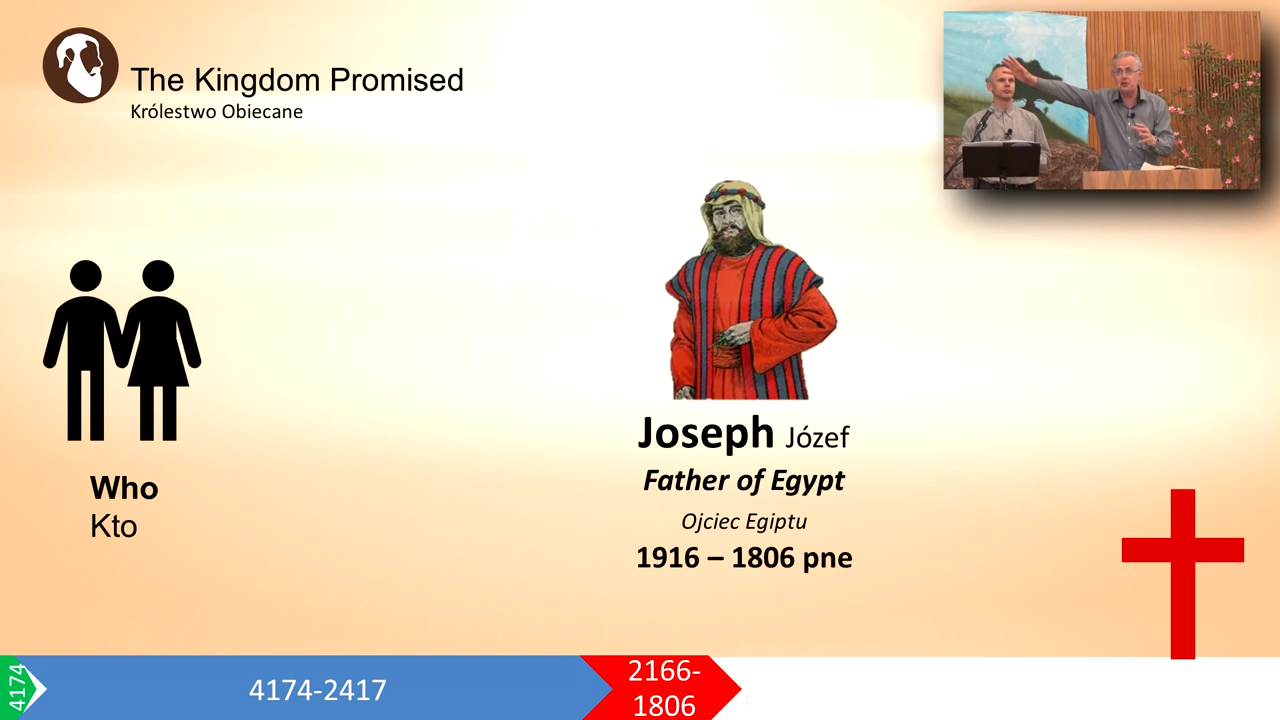 The Kingdom Promised
Królestwo Obiecane
Who
Kto
Joseph Józef
Father of Egypt
Ojciec Egiptu
1916 – 1806 pne
4174
4174-2417
2166-
1806